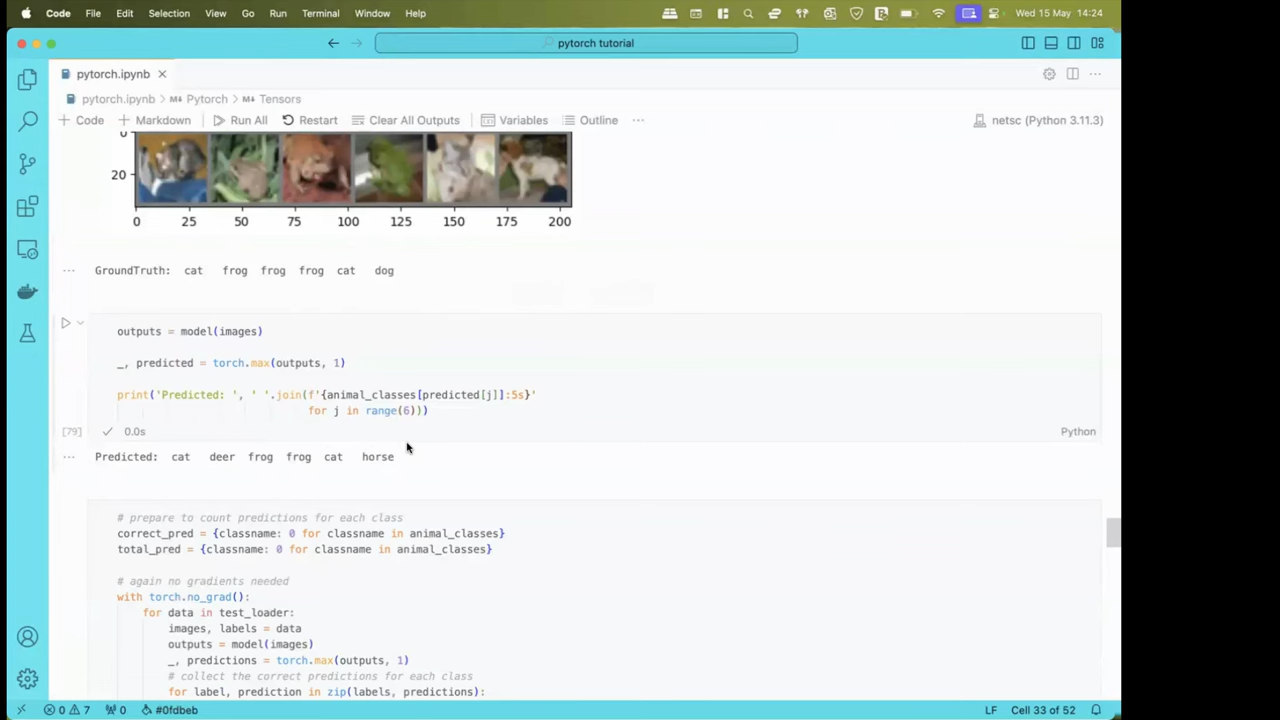 Code File Edit Selection View Go Run Terminal Window Help Wed 15 May 14:24
pytorch tutorial
pytorch.ipynb
pytorch.ipynb > Pytorch > Tensors
+ Code + Markdown Run All Restart Clear All Outputs Variables Outline ... netsc (Python 3.11.3)
0
20
0 25 50 75 100 125 150 175 200
... GroundTruth: cat frog frog frog cat dog
outputs = model(images)
_, predicted = torch.max(outputs, 1)
print('Predicted: ', ' '.join(f'{animal_classes[predicted[j]]:5s}'
for j in range(6)))
[79] ✓ 0.0s Python
... Predicted: cat deer frog frog cat horse
# prepare to count predictions for each class
correct_pred = {classname: 0 for classname in animal_classes}
total_pred = {classname: 0 for classname in animal_classes}
# again no gradients needed
with torch.no_grad():
for data in test_loader:
images, labels = data
outputs = model(images)
_, predictions = torch.max(outputs, 1)
# collect the correct predictions for each class
for label, prediction in zip(labels, predictions):
0 7 0 #0fdbeb LF Cell 33 of 52